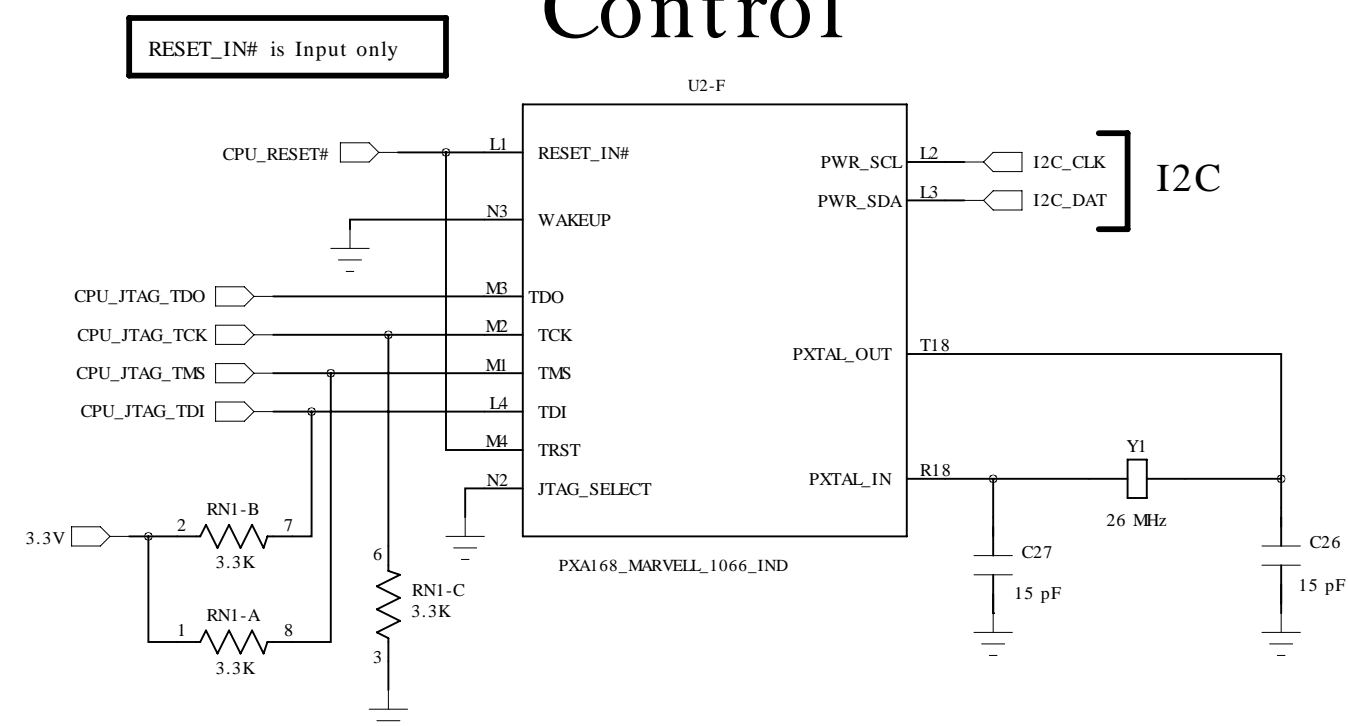 Control
RESET_IN# is Input only
U2-F
CPU_RESET#
L1
RESET_IN#
PWR_SCL
L2
I2C_CLK
I2C
PWR_SDA
L3
I2C_DAT
N3
WAKEUP
CPU_JTAG_TDO
M3
TDO
CPU_JTAG_TCK
M2
TCK
PXTAL_OUT
T18
CPU_JTAG_TMS
M1
TMS
CPU_JTAG_TDI
L4
TDI
M4
TRST
Y1
PXTAL_IN
R18
N2
JTAG_SELECT
26 MHz
RN1-B
3.3V
2
7
3.3K
PXA168_MARVELL_1066_IND
C27
15 pF
C26
15 pF
6
RN1-C
3.3K
3
RN1-A
1
8
3.3K